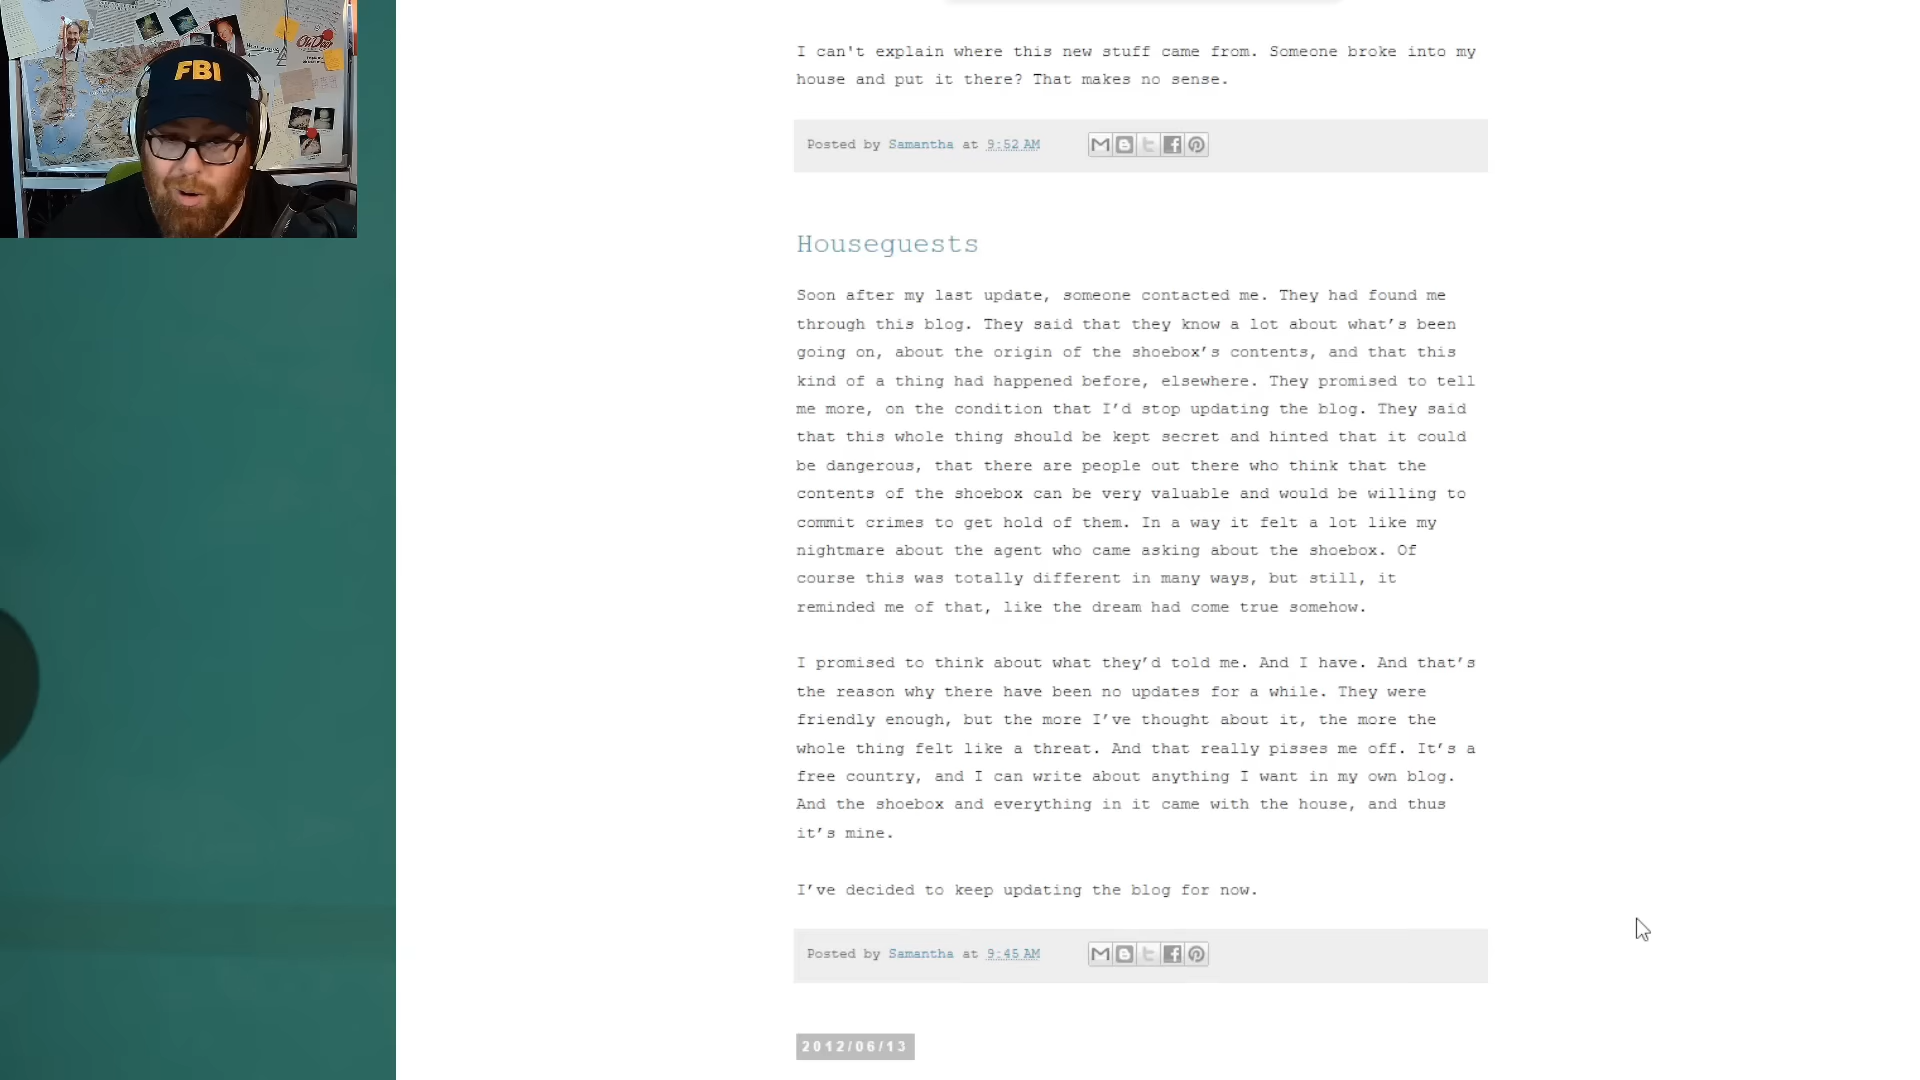 FBI
I can't explain where this new stuff came from. Someone broke into my
house and put it there? That makes no sense.
Posted by Samantha at 9:52 AM
Houseguests
Soon after my last update, someone contacted me. They had found me
through this blog. They said that they know a lot about what’s been
going on, about the origin of the shoebox’s contents, and that this
kind of a thing had happened before, elsewhere. They promised to tell
me more, on the condition that I’d stop updating the blog. They said
that this whole thing should be kept secret and hinted that it could
be dangerous, that there are people out there who think that the
contents of the shoebox can be very valuable and would be willing to
commit crimes to get hold of them. In a way it felt a lot like my
nightmare about the agent who came asking about the shoebox. Of
course this was totally different in many ways, but still, it
reminded me of that, like the dream had come true somehow.
I promised to think about what they’d told me. And I have. And that’s
the reason why there have been no updates for a while. They were
friendly enough, but the more I’ve thought about it, the more the
whole thing felt like a threat. And that really pisses me off. It’s a
free country, and I can write about anything I want in my own blog.
And the shoebox and everything in it came with the house, and thus
it’s mine.
I’ve decided to keep updating the blog for now.
Posted by Samantha at 9:45 AM
2012/06/13